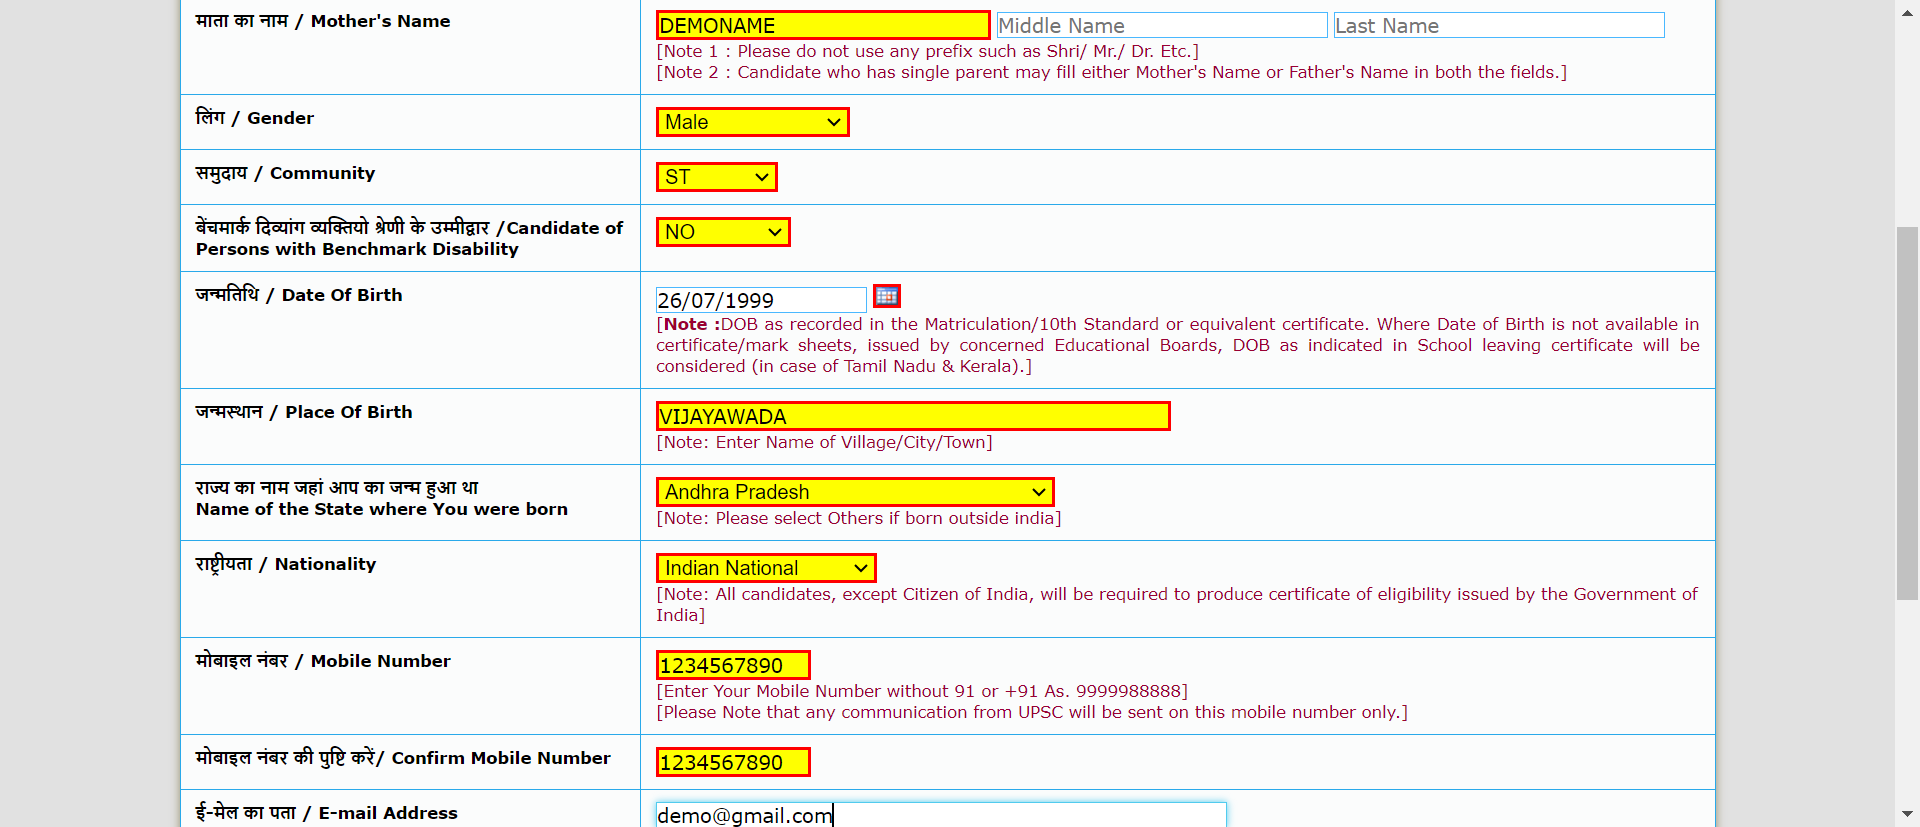 माता का नाम / Mother's Name
DEMONAME Middle Name Last Name
[Note 1 : Please do not use any prefix such as Shri/ Mr./ Dr. Etc.]
[Note 2 : Candidate who has single parent may fill either Mother's Name or Father's Name in both the fields.]
लिंग / Gender
Male
समुदाय / Community
ST
बेंचमार्क दिव्यांग व्यक्तियो श्रेणी के उम्मीद्वार /Candidate of
Persons with Benchmark Disability
NO
जन्मतिथि / Date Of Birth
26/07/1999
[Note :DOB as recorded in the Matriculation/10th Standard or equivalent certificate. Where Date of Birth is not available in
certificate/mark sheets, issued by concerned Educational Boards, DOB as indicated in School leaving certificate will be
considered (in case of Tamil Nadu & Kerala).]
जन्मस्थान / Place Of Birth
VIJAYAWADA
[Note: Enter Name of Village/City/Town]
राज्य का नाम जहां आप का जन्म हुआ था
Name of the State where You were born
Andhra Pradesh
[Note: Please select Others if born outside india]
राष्ट्रीयता / Nationality
Indian National
[Note: All candidates, except Citizen of India, will be required to produce certificate of eligibility issued by the Government of
India]
मोबाइल नंबर / Mobile Number
1234567890
[Enter Your Mobile Number without 91 or +91 As. 9999988888]
[Please Note that any communication from UPSC will be sent on this mobile number only.]
मोबाइल नंबर की पुष्टि करें/ Confirm Mobile Number
1234567890
ई-मेल का पता / E-mail Address
demo@gmail.com